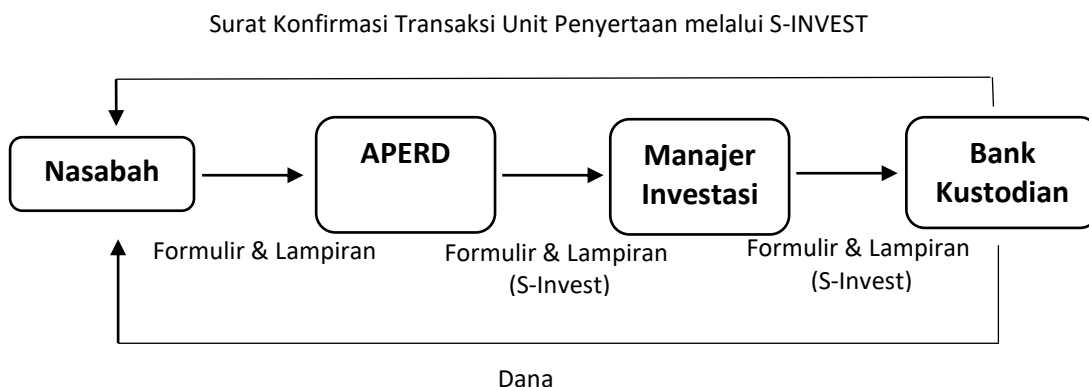 Surat Konfirmasi Transaksi Unit Penyertaan melalui S-INVEST
Nasabah
APERD
Manajer
Investasi
Bank
Kustodian
Formulir & Lampiran
Formulir & Lampiran
(S-Invest)
Formulir & Lampiran
(S-Invest)
Dana